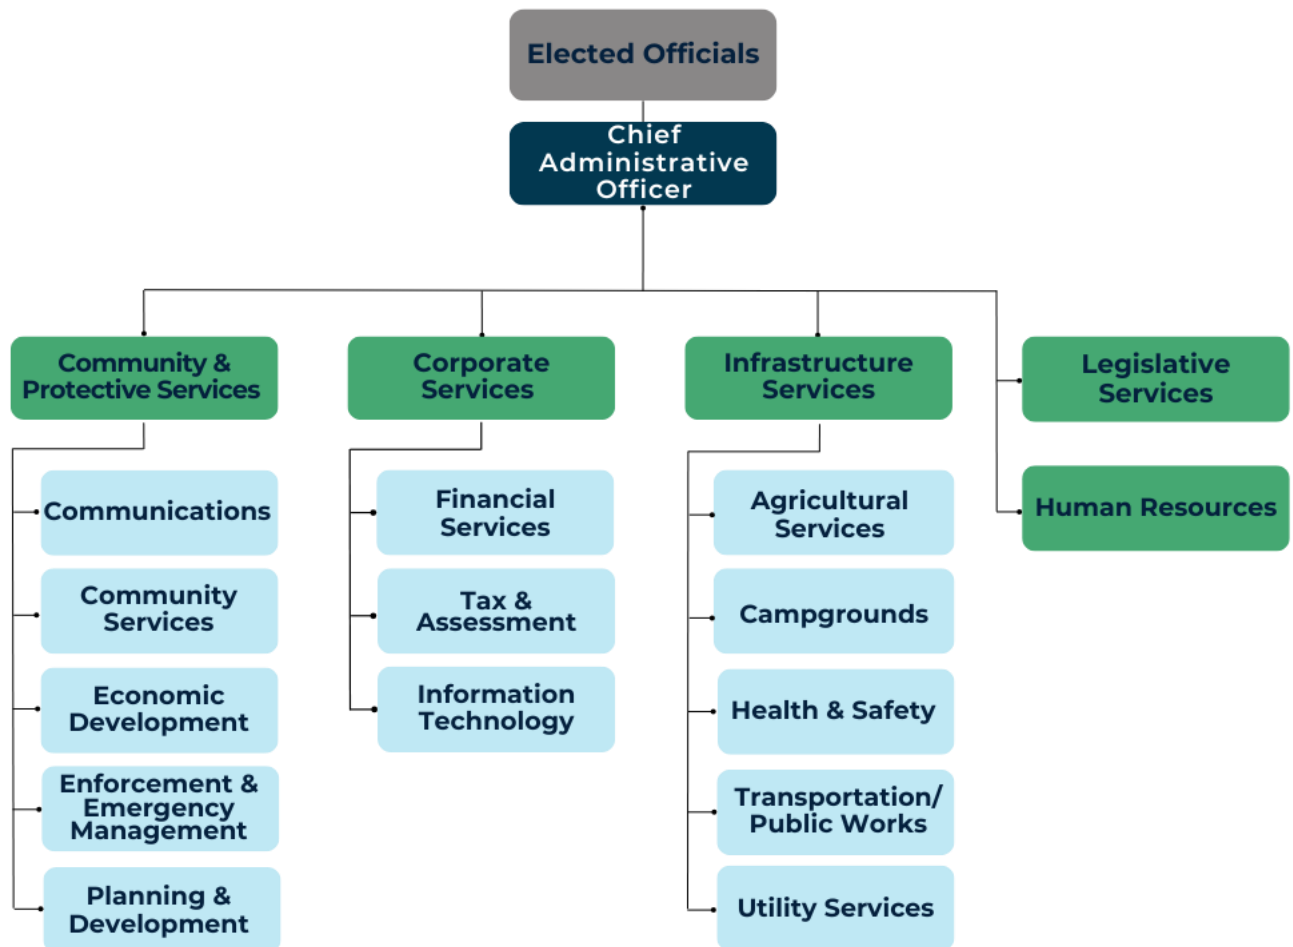 Elected Officials
Chief
Administrative
Officer
Community &
Protective Services
Corporate
Services
Infrastructure
Services
Legislative
Services
Human Resources
Communications
Community
Services
Economic
Development
Enforcement &
Emergency
Management
Planning &
Development
Financial
Services
Tax &
Assessment
Information
Technology
Agricultural
Services
Campgrounds
Health & Safety
Transportation/
Public Works
Utility Services